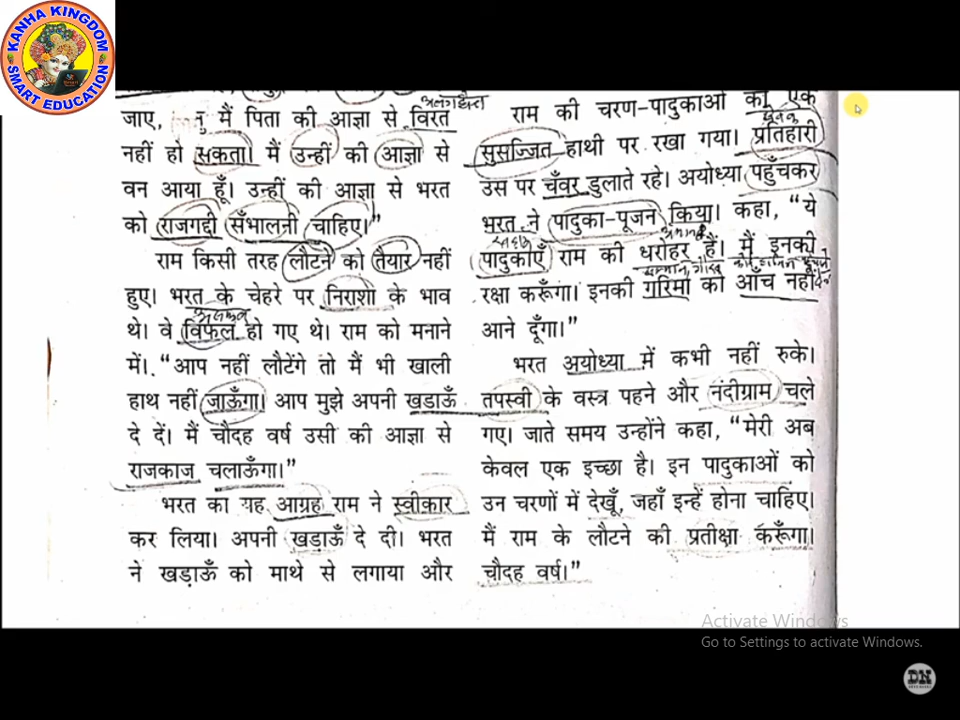 KANHA KINGDOM
SMART EDUCATION
जाए, मैं पिता की आज्ञा से विरत
नहीं हो सकता। मैं उन्हीं की आज्ञा से
वन आया हूँ। उन्हीं की आज्ञा से भरत
को राजगद्दी सँभालनी चाहिए।”
राम किसी तरह लौटने को तैयार नहीं
हुए। भरत के चेहरे पर निराशा के भाव
थे। वे विफल हो गए थे। राम को मनाने
में। “आप नहीं लौटेंगे तो मैं भी खाली
हाथ नहीं जाऊँगा। आप मुझे अपनी खडाऊँ
दे दें। मैं चौदह वर्ष उसी की आज्ञा से
राजकाज चलाऊँगा।”
भरत का यह आग्रह राम ने स्वीकार
कर लिया। अपनी खड़ाऊँ दे दी। भरत
ने खड़ाऊँ को माथे से लगाया और
राम की चरण-पादुकाओं को एक
सुसज्जित हाथी पर रखा गया। प्रतिहारी
उस पर चँवर डुलाते रहे। अयोध्या पहुँचकर
भरत ने पादुका-पूजन किया। कहा, “ये
पादुकाएँ राम की धरोहर हैं। मैं इनकी
रक्षा करूँगा। इनकी गरिमा को आँच नहीं
आने दूँगा।”
भरत अयोध्या में कभी नहीं रुके।
तपस्वी के वस्त्र पहने और नंदीग्राम चले
गए। जाते समय उन्होंने कहा, “मेरी अब
केवल एक इच्छा है। इन पादुकाओं को
उन चरणों में देखूँ, जहाँ इन्हें होना चाहिए।
मैं राम के लौटने की प्रतीक्षा करूँगा।
चौदह वर्ष।”
Activate Windows
Go to Settings to activate Windows.
DN